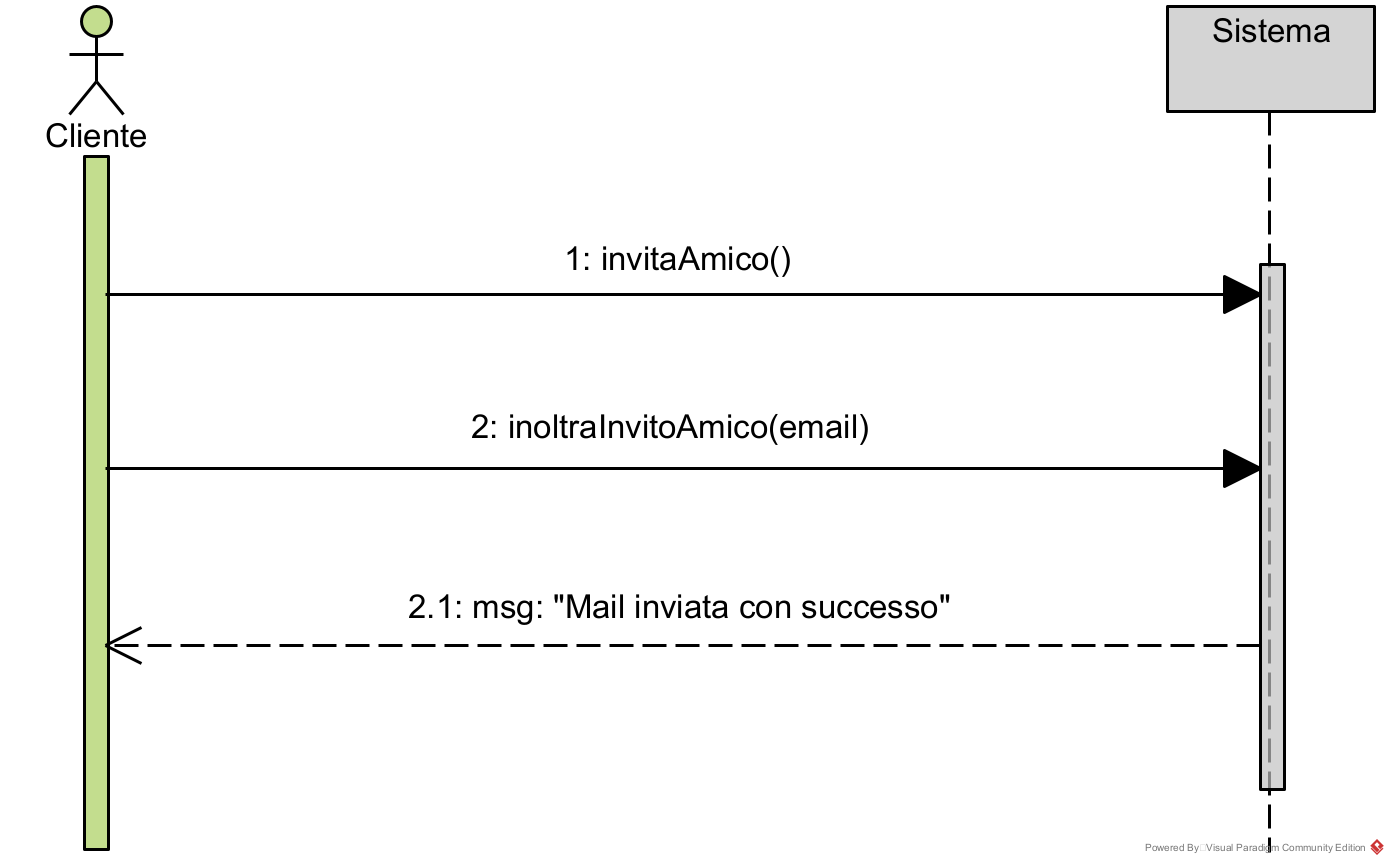 Sistema
Cliente
1: invitaAmico()
2: inoltraInvitoAmico(email)
2.1: msg: "Mail inviata con successo"
Powered By Visual Paradigm Community Edition